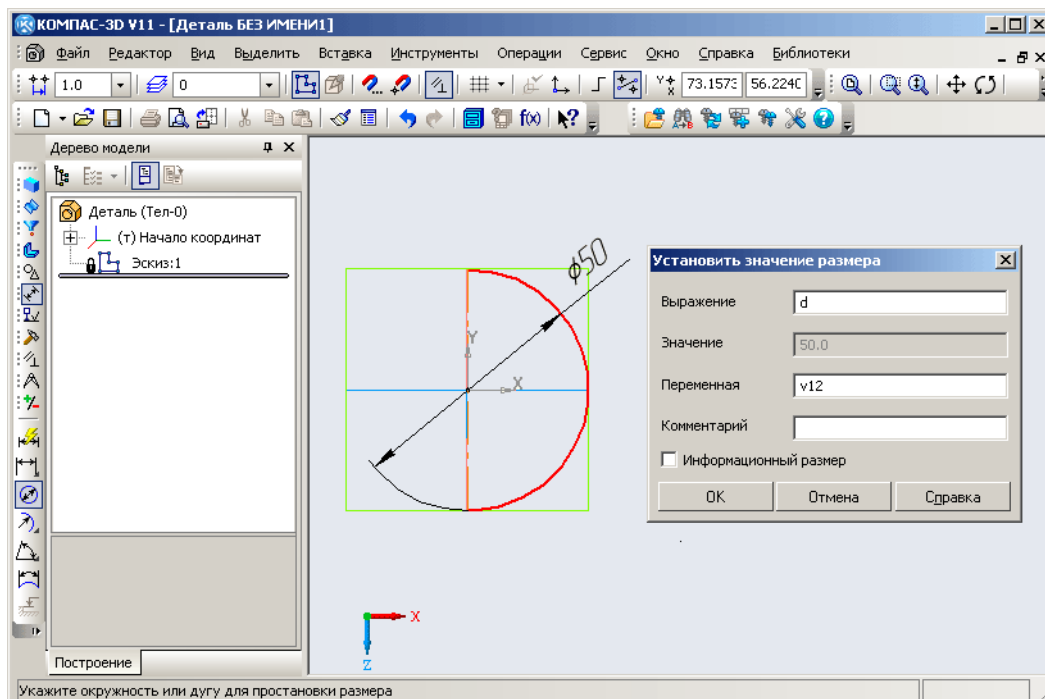 КОМПАС-3D V11 - [Деталь БЕЗ ИМЕНИ1]
Файл Редактор Вид Выделить Вставка Инструменты Операции Сервис Окно Справка Библиотеки
1.0 0 73.1573 56.2240
f(x)
Дерево модели
Деталь (Тел-0)
(т) Начало координат
Эскиз:1
ϕ50
Y
X
Установить значение размера
Выражение d
Значение 50.0
Переменная v12
Комментарий
Информационный размер
OK Отмена Справка
X
Z
Построение
Укажите окружность или дугу для простановки размера